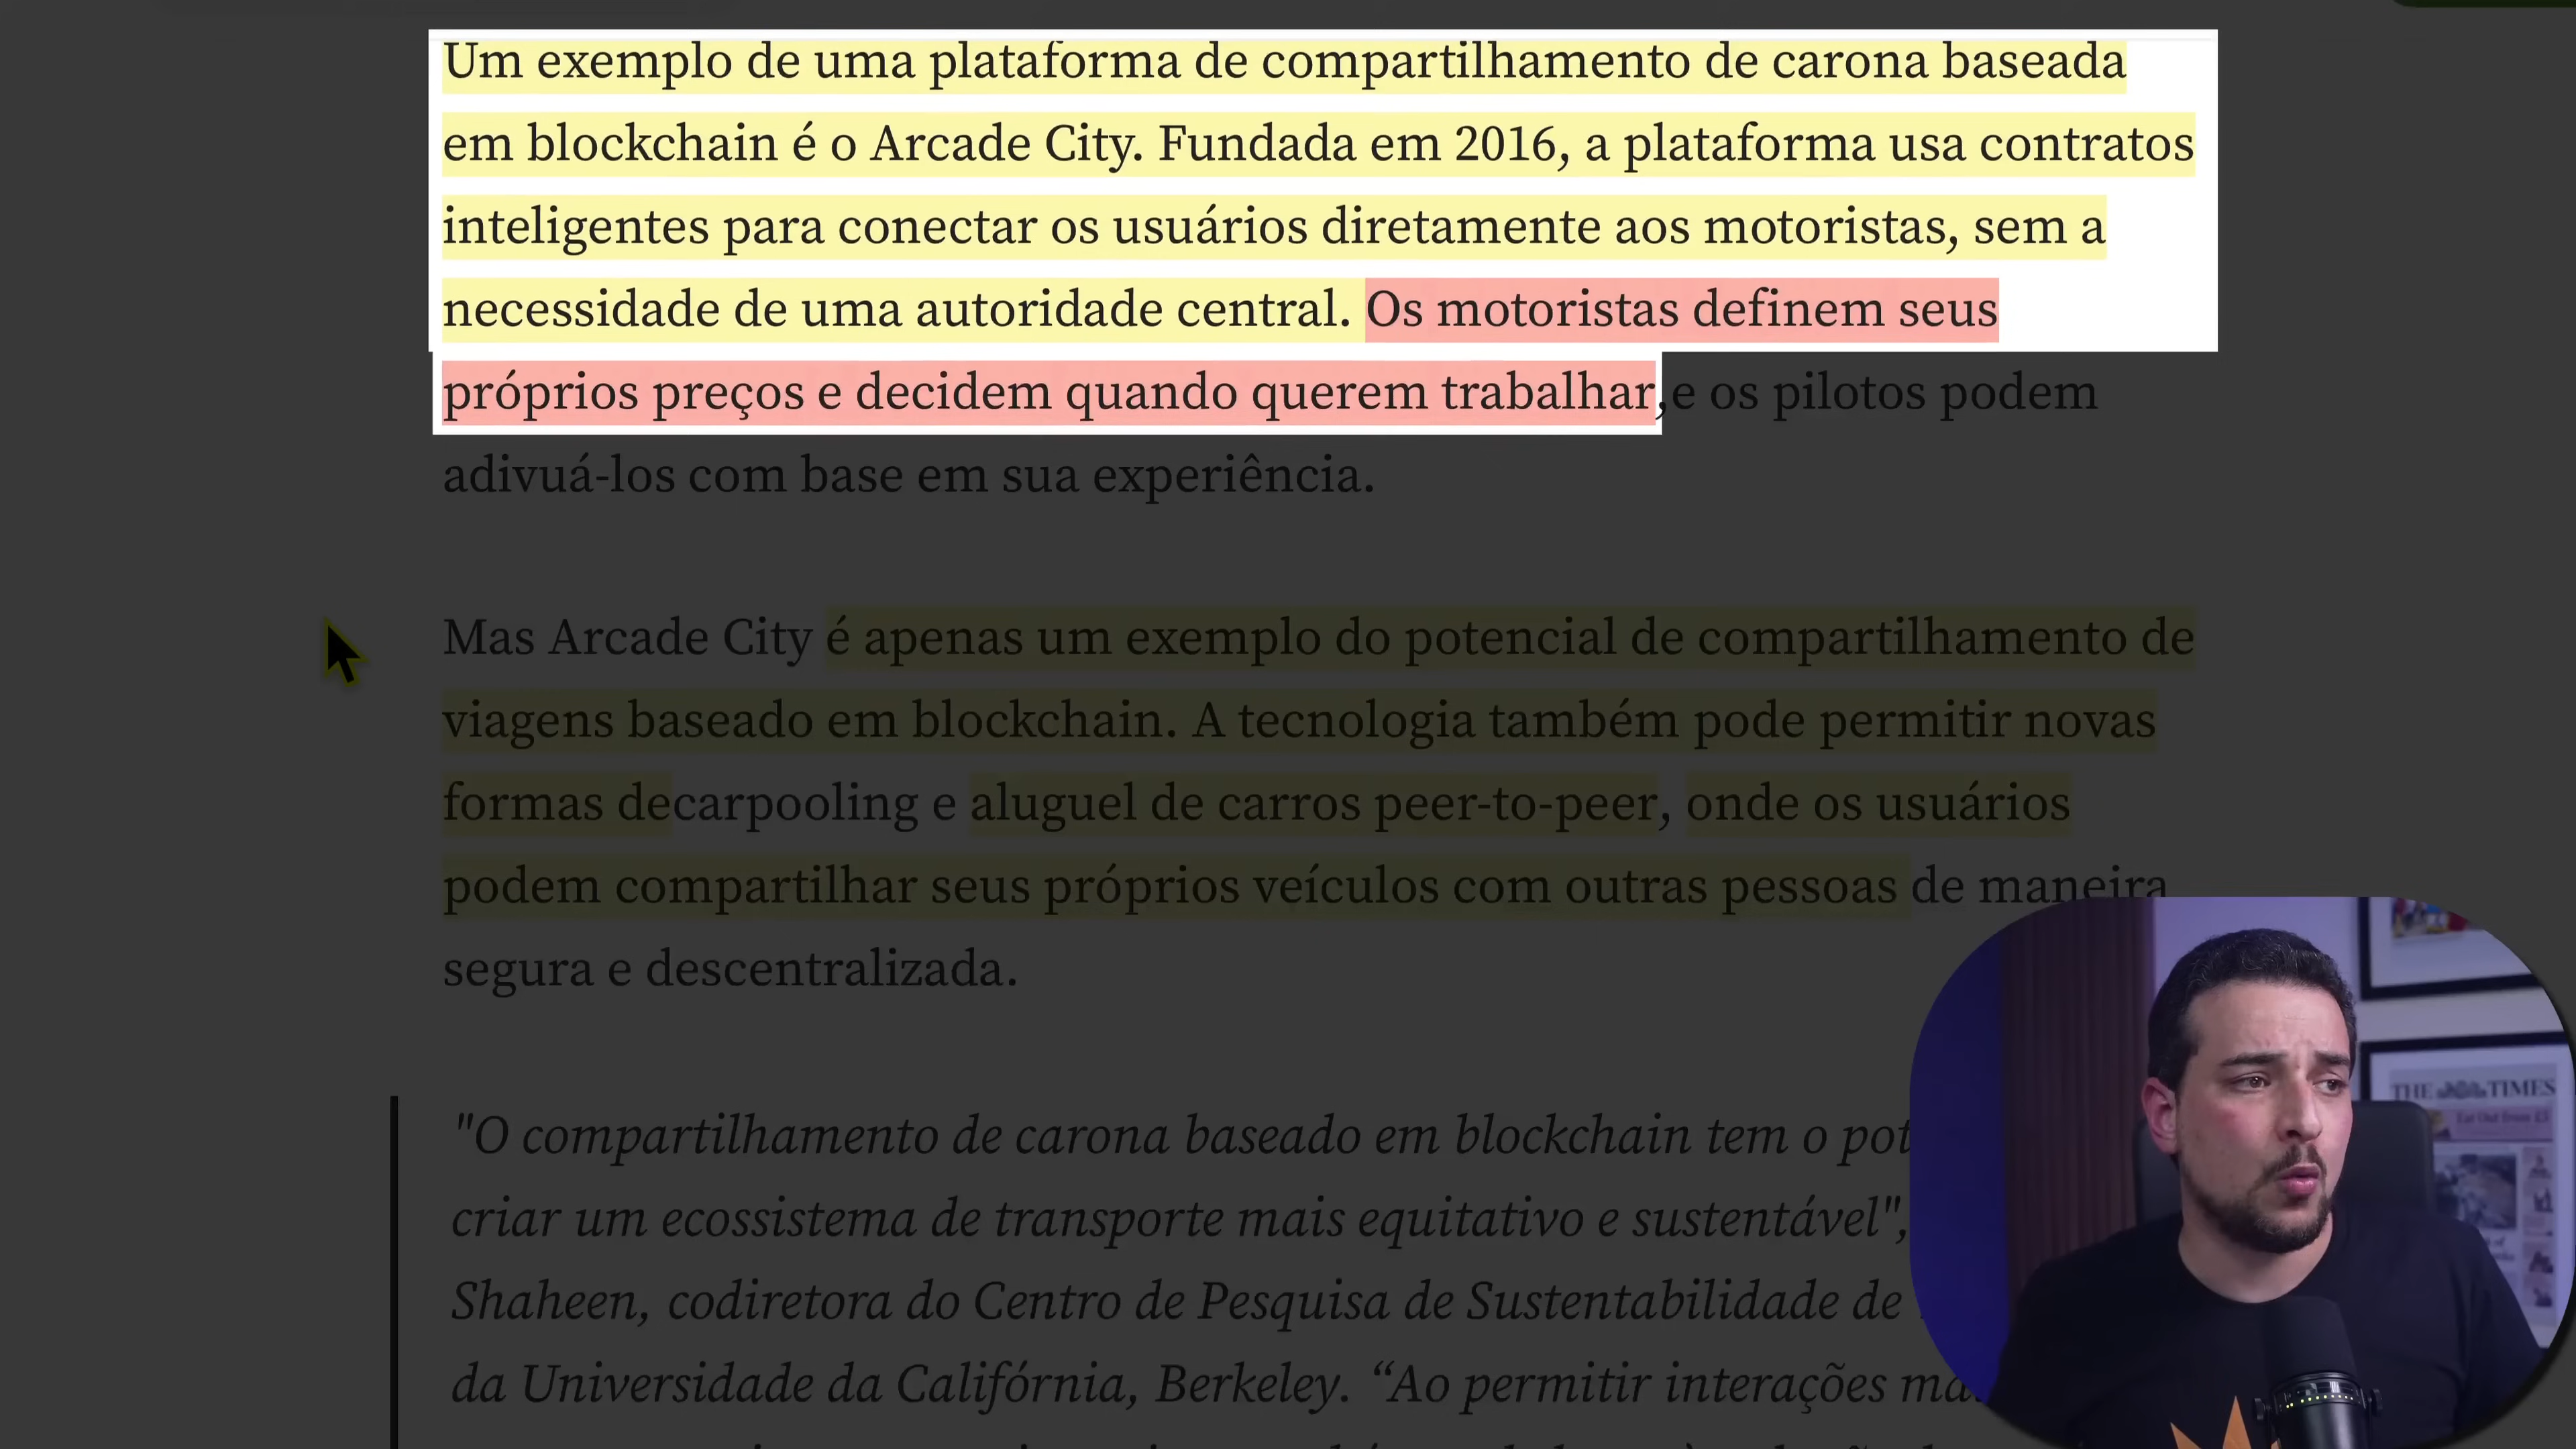 Um exemplo de uma plataforma de compartilhamento de carona baseada
em blockchain é o Arcade City. Fundada em 2016, a plataforma usa contratos
inteligentes para conectar os usuários diretamente aos motoristas, sem a
necessidade de uma autoridade central. Os motoristas definem seus
próprios preços e decidem quando querem trabalhar,e os pilotos podem
adivuá-los com base em sua experiência.
Mas Arcade City é apenas um exemplo do potencial de compartilhamento de
viagens baseado em blockchain. A tecnologia também pode permitir novas
formas decarpooling e aluguel de carros peer-to-peer, onde os usuários
podem compartilhar seus próprios veículos com outras pessoas de maneira
segura e descentralizada.
"O compartilhamento de carona baseado em blockchain tem o pot
criar um ecossistema de transporte mais equitativo e sustentável",
Shaheen, codiretora do Centro de Pesquisa de Sustentabilidade de
da Universidade da Califórnia, Berkeley. “Ao permitir interações ma
THE TIMES